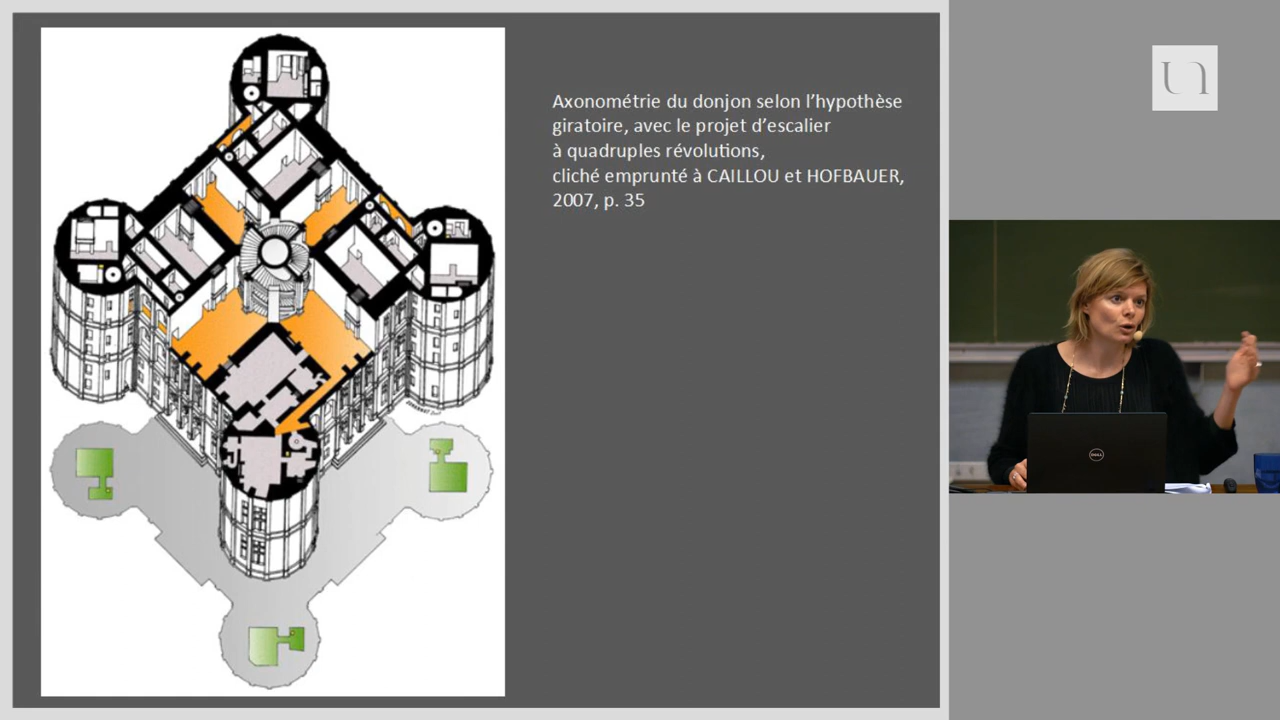 Axonométrie du donjon selon l’hypothèse
giratoire, avec le projet d’escalier
à quadruples révolutions,
cliché emprunté à CAILLOU et HOFBAUER,
2007, p. 35
DELL